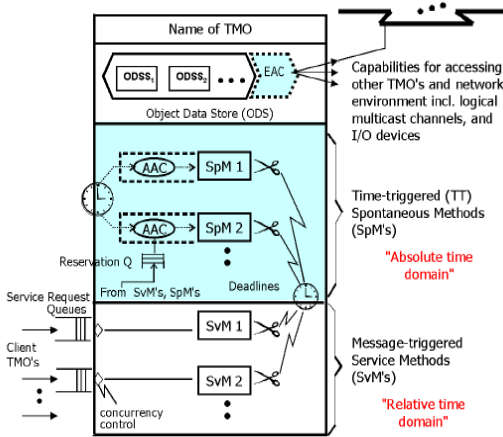 Name of TMO
ODSS1
ODSS2
EAC
Object Data Store (ODS)
Capabilities for accessing
other TMO's and network
environment incl. logical
multicast channels, and
I/O devices
AAC
SpM 1
AAC
SpM 2
Reservation Q
From SvM's, SpM's
Deadlines
Time-triggered (TT)
Spontaneous Methods
(SpM's)
"Absolute time
domain"
Service Request
Queues
SvM 1
Client
TMO's
SvM 2
concurrency
control
Message-triggered
Service Methods
(SvM's)
"Relative time
domain"